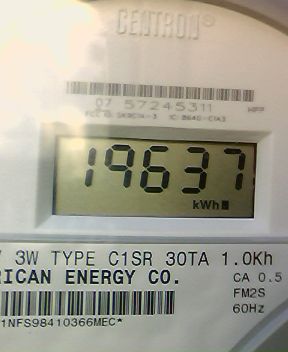 CENTRON®
07 57245311
19637
kWh
3W TYPE C1SR 30TA 1.0Kh
RICAN ENERGY CO.
CA 0.5
FM2S
60Hz
1NFS98410366MEC*